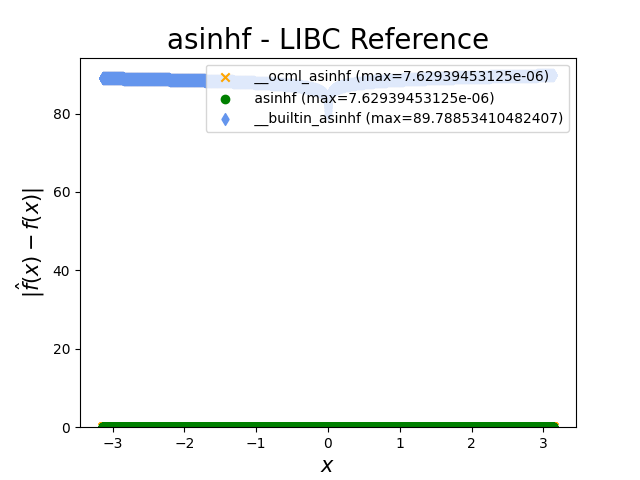 asinhf - LIBC Reference
__ocml_asinhf (max=7.62939453125e-06)
asinhf (max=7.62939453125e-06)
__builtin_asinhf (max=89.78853410482407)
|f̂(x) − f(x)|
80
60
40
20
0
−3 −2 −1 0 1 2 3
x